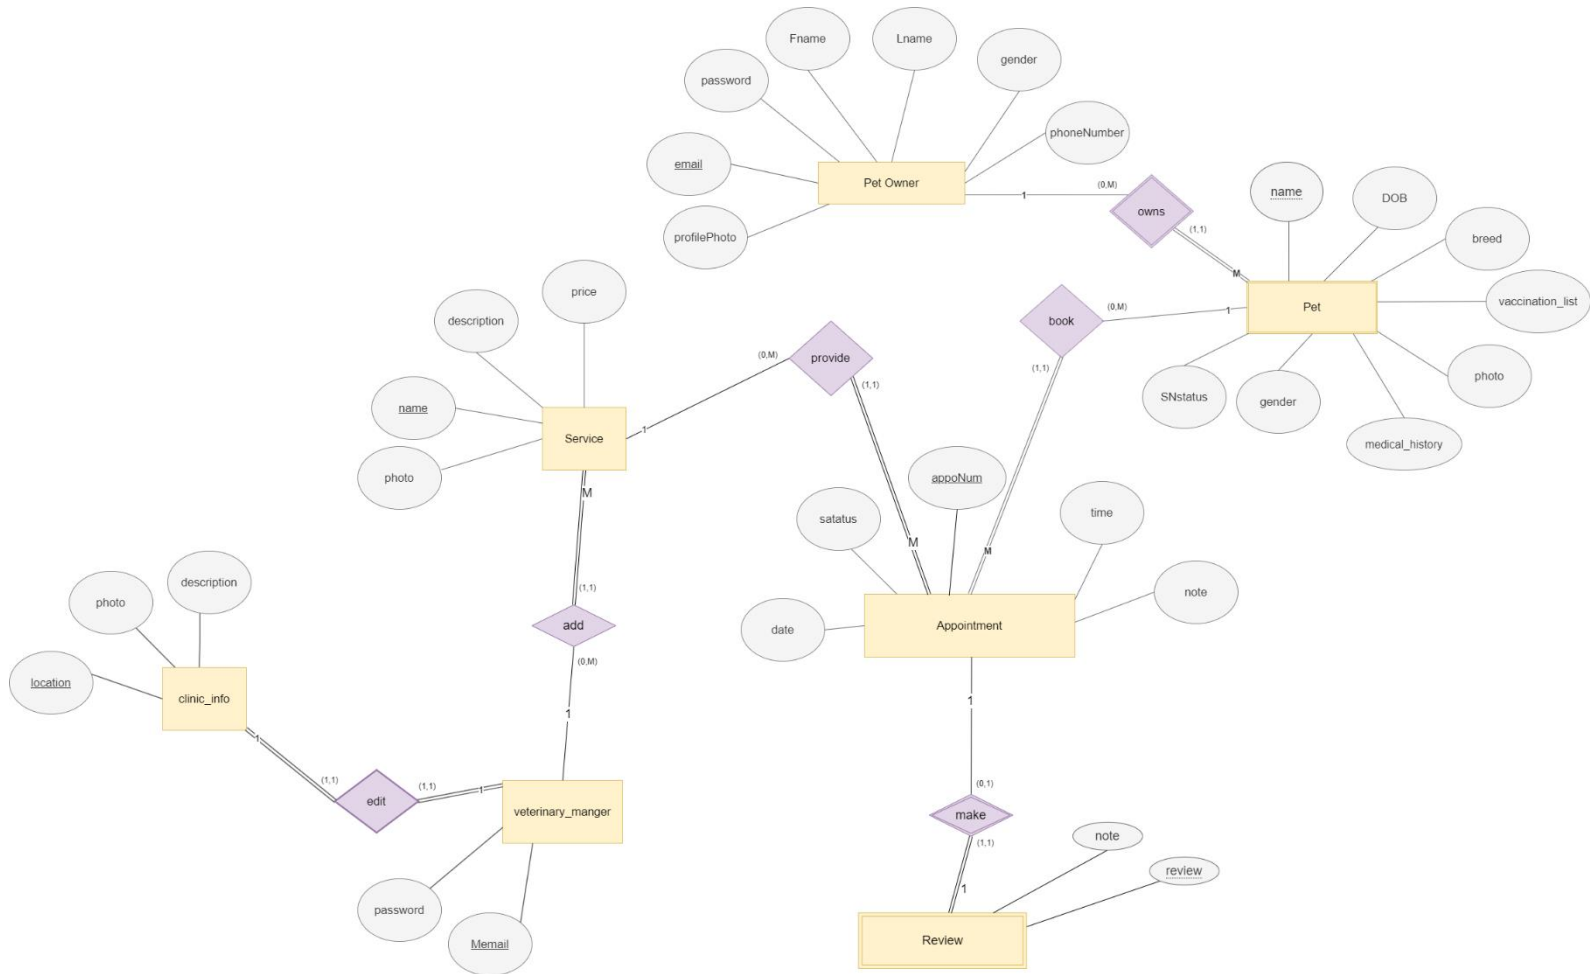 Fname
Lname
gender
password
phoneNumber
email
Pet Owner
profilePhoto
1
(0,M)
owns
(1,1)
M
name
DOB
breed
vaccination_list
Pet
photo
SNstatus
gender
medical_history
1
(0,M)
book
(1,1)
M
price
description
name
Service
photo
1
(0,M)
provide
(1,1)
M
appoNum
satatus
time
note
date
Appointment
M
(1,1)
add
(0,M)
1
description
photo
location
clinic_info
1
(1,1)
edit
(1,1)
1
veterinary_manger
password
Memail
1
(0,1)
make
(1,1)
1
note
review
Review